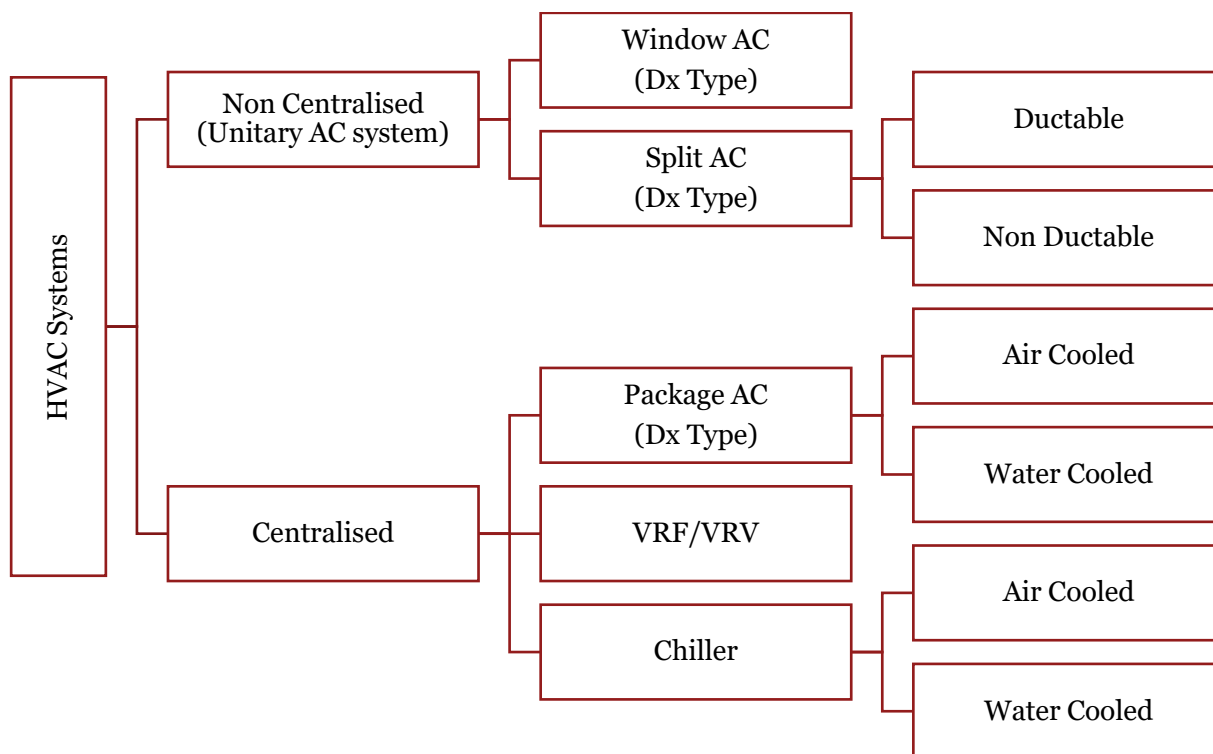 HVAC Systems
Non Centralised
(Unitary AC system)
Window AC
(Dx Type)
Split AC
(Dx Type)
Ductable
Non Ductable
Centralised
Package AC
(Dx Type)
Air Cooled
Water Cooled
VRF/VRV
Chiller
Air Cooled
Water Cooled